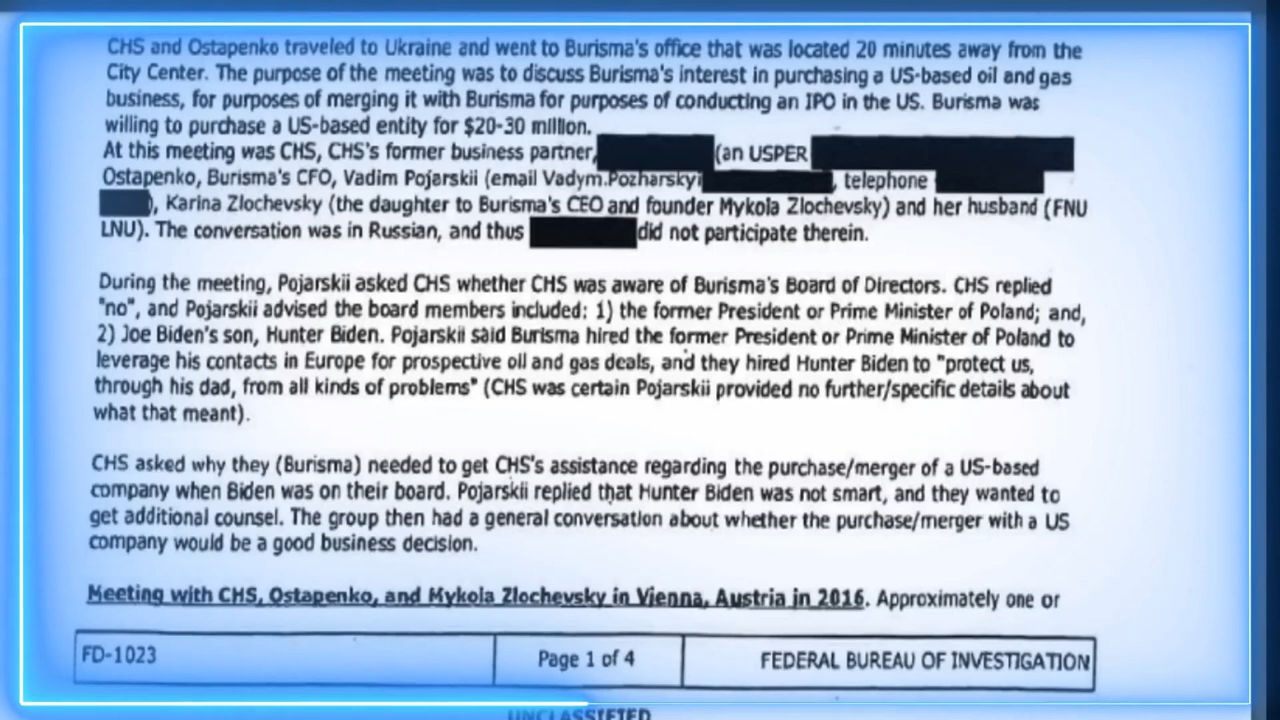 CHS and Ostapenko traveled to Ukraine and went to Burisma's office that was located 20 minutes away from the
City Center. The purpose of the meeting was to discuss Burisma's interest in purchasing a US-based oil and gas
business, for purposes of merging it with Burisma for purposes of conducting an IPO in the US. Burisma was
willing to purchase a US-based entity for $20-30 million.
At this meeting was CHS, CHS's former business partner, (an USPER
Ostapenko, Burisma's CFO, Vadim Pojarskii (email Vadym.Pozharskyi , telephone
), Karina Zlochevsky (the daughter to Burisma's CEO and founder Mykola Zlochevsky) and her husband (FNU
LNU). The conversation was in Russian, and thus did not participate therein.
During the meeting, Pojarskii asked CHS whether CHS was aware of Burisma's Board of Directors. CHS replied
"no", and Pojarskii advised the board members included: 1) the former President or Prime Minister of Poland; and,
2) Joe Biden's son, Hunter Biden. Pojarskii said Burisma hired the former President or Prime Minister of Poland to
leverage his contacts in Europe for prospective oil and gas deals, and they hired Hunter Biden to "protect us,
through his dad, from all kinds of problems" (CHS was certain Pojarskii provided no further/specific details about
what that meant).
CHS asked why they (Burisma) needed to get CHS's assistance regarding the purchase/merger of a US-based
company when Biden was on their board. Pojarskii replied that Hunter Biden was not smart, and they wanted to
get additional counsel. The group then had a general conversation about whether the purchase/merger with a US
company would be a good business decision.
Meeting with CHS, Ostapenko, and Mykola Zlochevsky in Vienna, Austria in 2016. Approximately one or
FD-1023 Page 1 of 4 FEDERAL BUREAU OF INVESTIGATION
UNCLASSIFIED